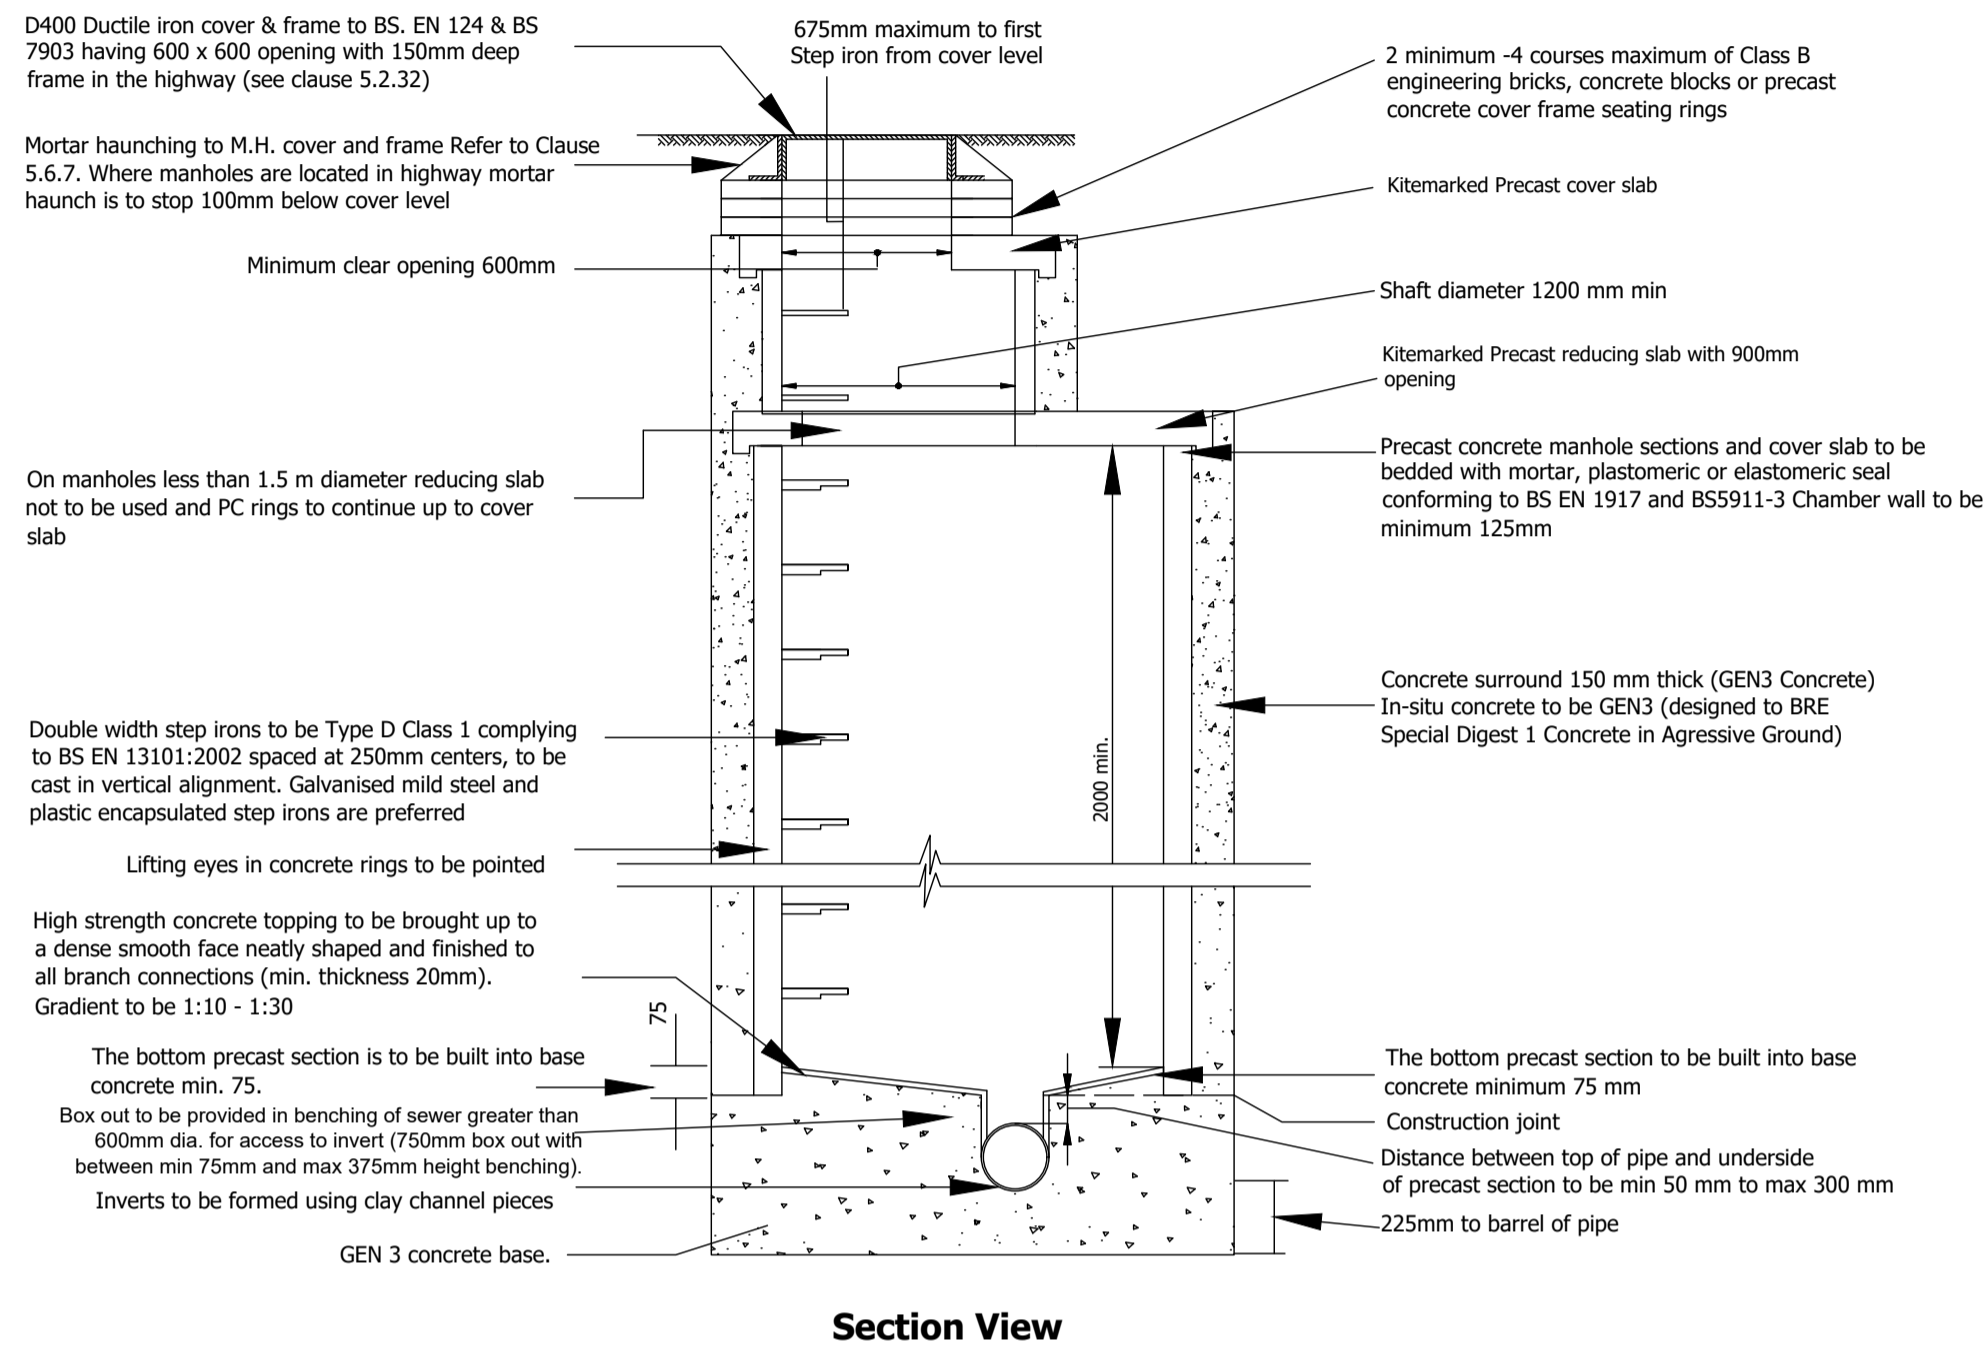 D400 Ductile iron cover & frame to BS. EN 124 & BS
7903 having 600 x 600 opening with 150mm deep
frame in the highway (see clause 5.2.32)
Mortar haunching to M.H. cover and frame Refer to Clause
5.6.7. Where manholes are located in highway mortar
haunch is to stop 100mm below cover level
Minimum clear opening 600mm
On manholes less than 1.5 m diameter reducing slab
not to be used and PC rings to continue up to cover
slab
Double width step irons to be Type D Class 1 complying
to BS EN 13101:2002 spaced at 250mm centers, to be
cast in vertical alignment. Galvanised mild steel and
plastic encapsulated step irons are preferred
Lifting eyes in concrete rings to be pointed
High strength concrete topping to be brought up to
a dense smooth face neatly shaped and finished to
all branch connections (min. thickness 20mm).
Gradient to be 1:10 - 1:30
75
The bottom precast section is to be built into base
concrete min. 75.
Box out to be provided in benching of sewer greater than
600mm dia. for access to invert (750mm box out with
between min 75mm and max 375mm height benching).
Inverts to be formed using clay channel pieces
GEN 3 concrete base.
675mm maximum to first
Step iron from cover level
2000 min.
2 minimum -4 courses maximum of Class B
engineering bricks, concrete blocks or precast
concrete cover frame seating rings
Kitemarked Precast cover slab
Shaft diameter 1200 mm min
Kitemarked Precast reducing slab with 900mm
opening
Precast concrete manhole sections and cover slab to be
bedded with mortar, plastomeric or elastomeric seal
conforming to BS EN 1917 and BS5911-3 Chamber wall to be
minimum 125mm
Concrete surround 150 mm thick (GEN3 Concrete)
In-situ concrete to be GEN3 (designed to BRE
Special Digest 1 Concrete in Agressive Ground)
The bottom precast section to be built into base
concrete minimum 75 mm
Construction joint
Distance between top of pipe and underside
of precast section to be min 50 mm to max 300 mm
225mm to barrel of pipe
Section View